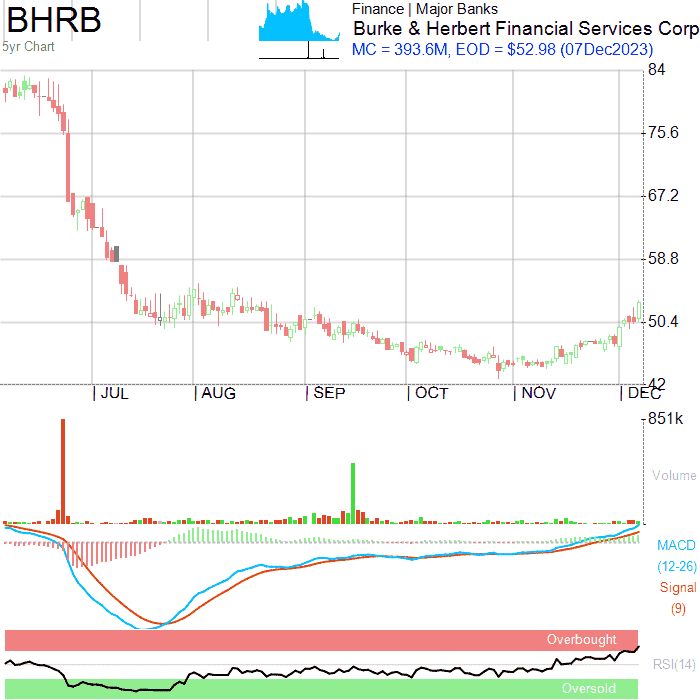 BHRB
5yr Chart
Finance | Major Banks
Burke & Herbert Financial Services Corp
MC = 393.6M, EOD = $52.98 (07Dec2023)
84
75.6
67.2
58.8
50.4
42
| JUL | AUG | SEP | OCT | NOV | DEC
851k
Volume
MACD
(12-26)
Signal
(9)
Overbought
RSI(14)
Oversold